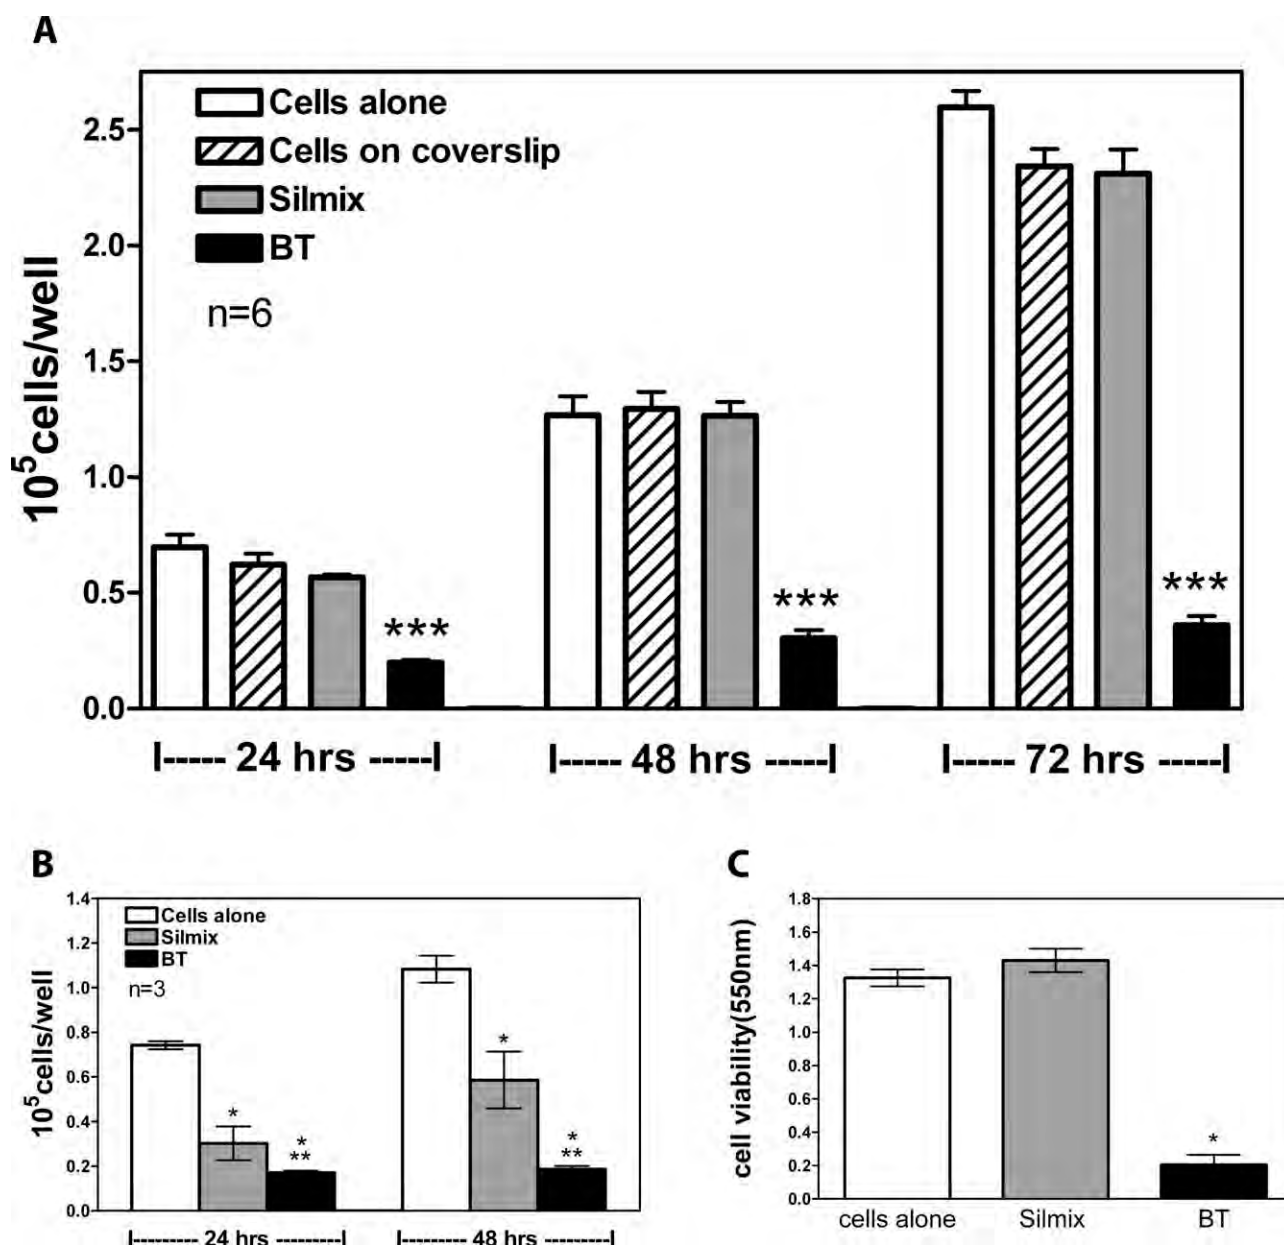 A
Cells alone
Cells on coverslip
Silmix
BT
n=6
10⁵cells/well
2.5
2.0
1.5
1.0
0.5
0.0
***
***
***
I----- 24 hrs -----I
I----- 48 hrs -----I
I----- 72 hrs -----I
B
Cells alone
Silmix
BT
n=3
10⁵cells/well
1.4
1.2
1.0
0.8
0.6
0.4
0.2
0.0
*
*
**
*
*
**
I--------- 24 hrs ---------I
I--------- 48 hrs ---------I
C
cell viability(550nm)
1.8
1.6
1.4
1.2
1.0
0.8
0.6
0.4
0.2
0.0
*
cells alone
Silmix
BT